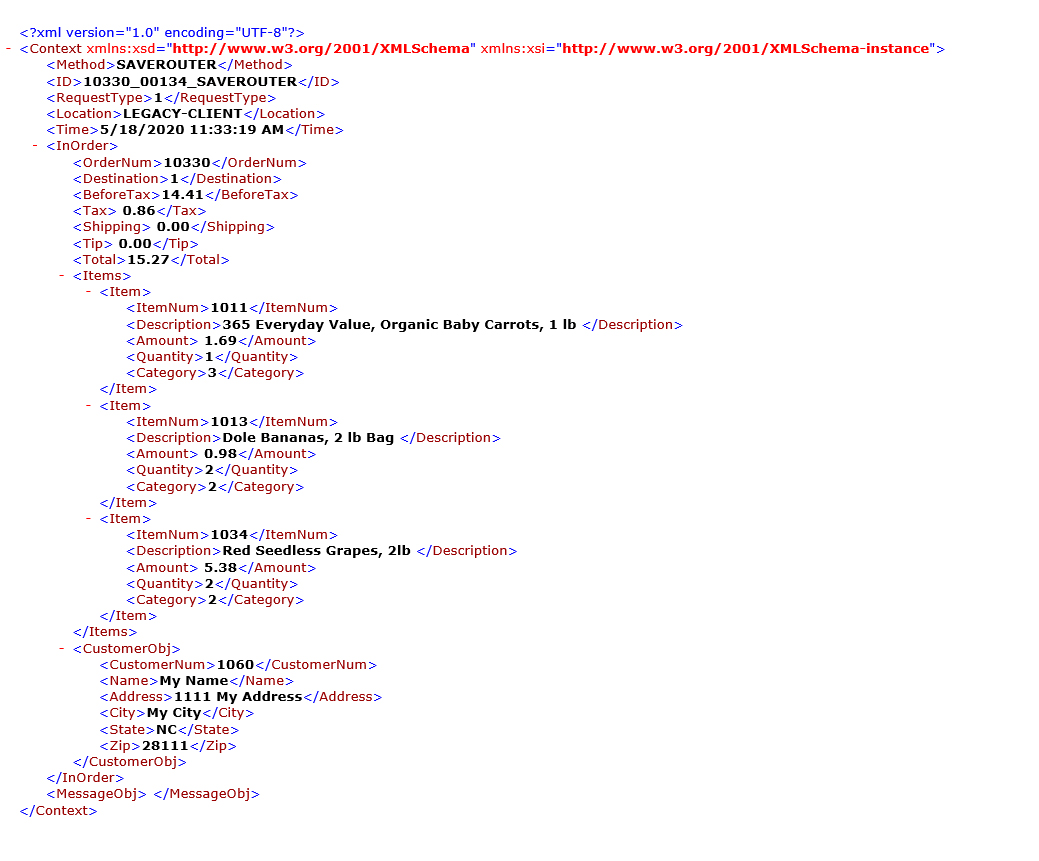 <?xml version="1.0" encoding="UTF-8"?>
- <Context xmlns:xsd="http://www.w3.org/2001/XMLSchema" xmlns:xsi="http://www.w3.org/2001/XMLSchema-instance">
<Method>SAVEROUTER</Method>
<ID>10330_00134_SAVEROUTER</ID>
<RequestType>1</RequestType>
<Location>LEGACY-CLIENT</Location>
<Time>5/18/2020 11:33:19 AM</Time>
- <InOrder>
<OrderNum>10330</OrderNum>
<Destination>1</Destination>
<BeforeTax>14.41</BeforeTax>
<Tax> 0.86</Tax>
<Shipping> 0.00</Shipping>
<Tip> 0.00</Tip>
<Total>15.27</Total>
- <Items>
- <Item>
<ItemNum>1011</ItemNum>
<Description>365 Everyday Value, Organic Baby Carrots, 1 lb </Description>
<Amount> 1.69</Amount>
<Quantity>1</Quantity>
<Category>3</Category>
</Item>
- <Item>
<ItemNum>1013</ItemNum>
<Description>Dole Bananas, 2 lb Bag </Description>
<Amount> 0.98</Amount>
<Quantity>2</Quantity>
<Category>2</Category>
</Item>
- <Item>
<ItemNum>1034</ItemNum>
<Description>Red Seedless Grapes, 2lb </Description>
<Amount> 5.38</Amount>
<Quantity>2</Quantity>
<Category>2</Category>
</Item>
</Items>
- <CustomerObj>
<CustomerNum>1060</CustomerNum>
<Name>My Name</Name>
<Address>1111 My Address</Address>
<City>My City</City>
<State>NC</State>
<Zip>28111</Zip>
</CustomerObj>
</InOrder>
<MessageObj> </MessageObj>
</Context>